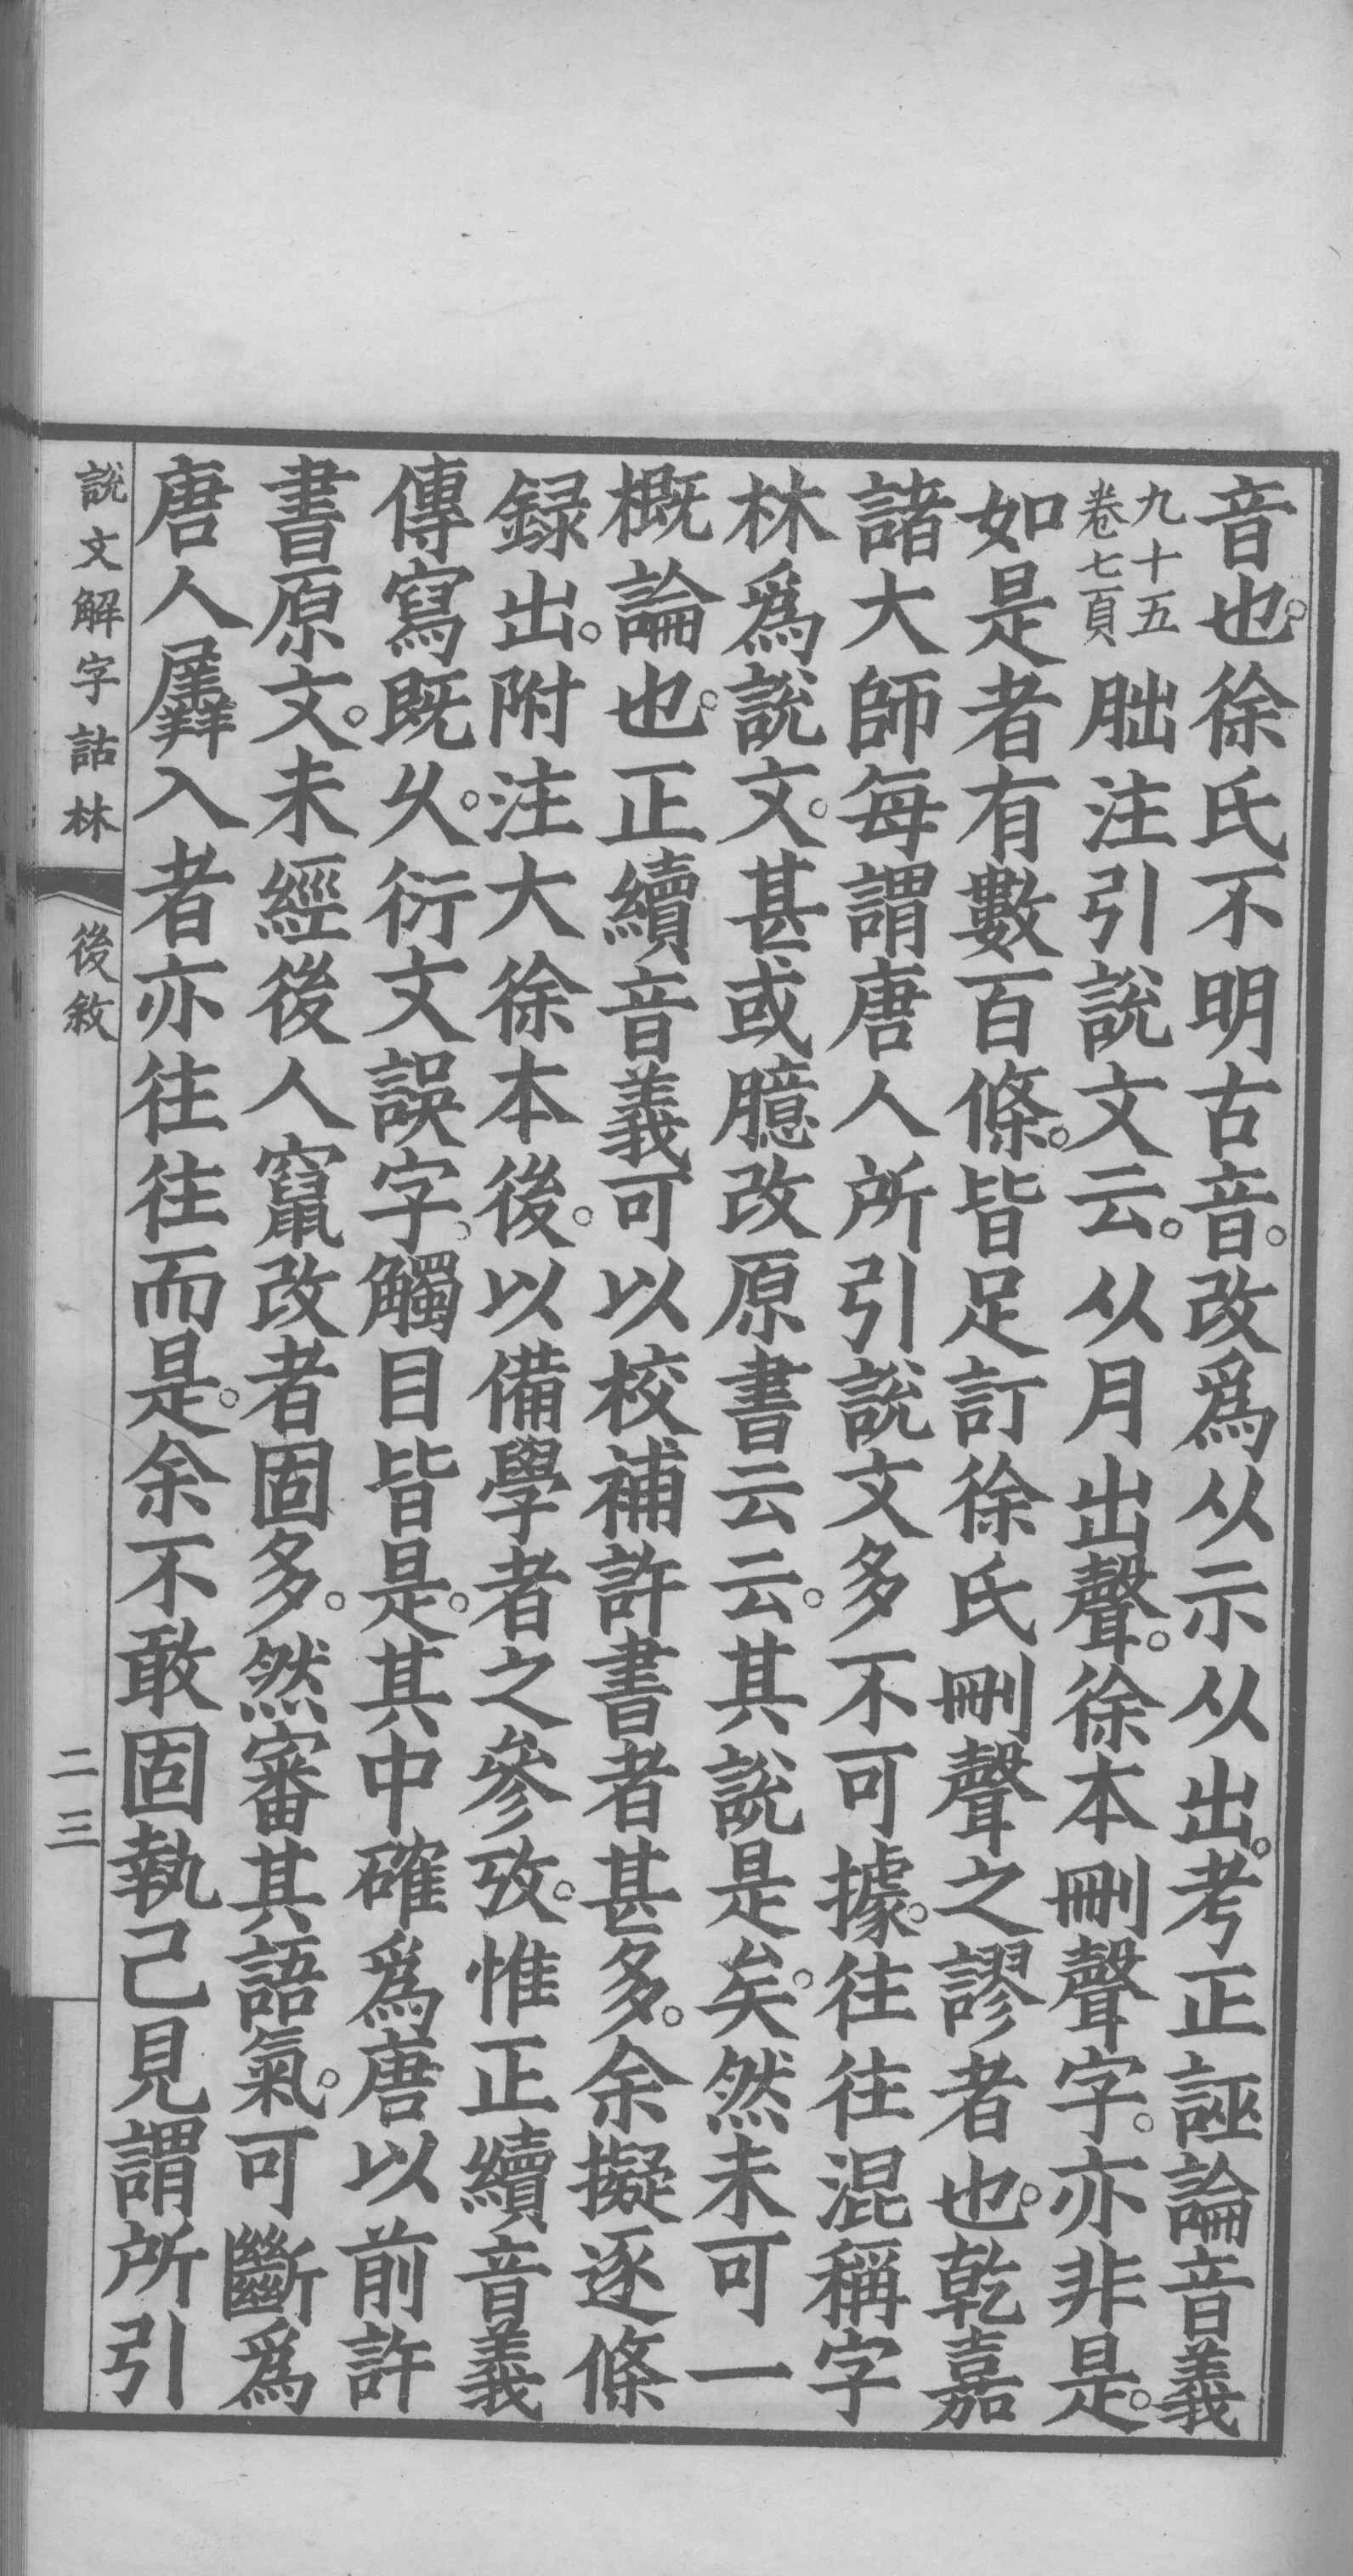 音也。徐氏不明古音。改爲从示从出。考正誣論音義
卷七頁九十五朏注引說文云。从月出聲。徐本刪聲字。亦非是。
如是者有數百條。皆足訂徐氏刪聲之謬者也。乾嘉
諸大師每謂唐人所引說文多不可據。往往混稱字
林爲說文。甚或臆改原書云云。其說是矣。然未可一
概論也。正續音義可以校補許書者甚多。余擬逐條
録出。附注大徐本後。以備學者之參攷。惟正續音義
傳寫既久。衍文誤字。觸目皆是。其中確爲唐以前許
書原文。未經後人竄改者固多。然審其語氣。可斷爲
唐人羼入者亦往往而是。余不敢固執己見謂所引
說文解字詁林 後敘 二三